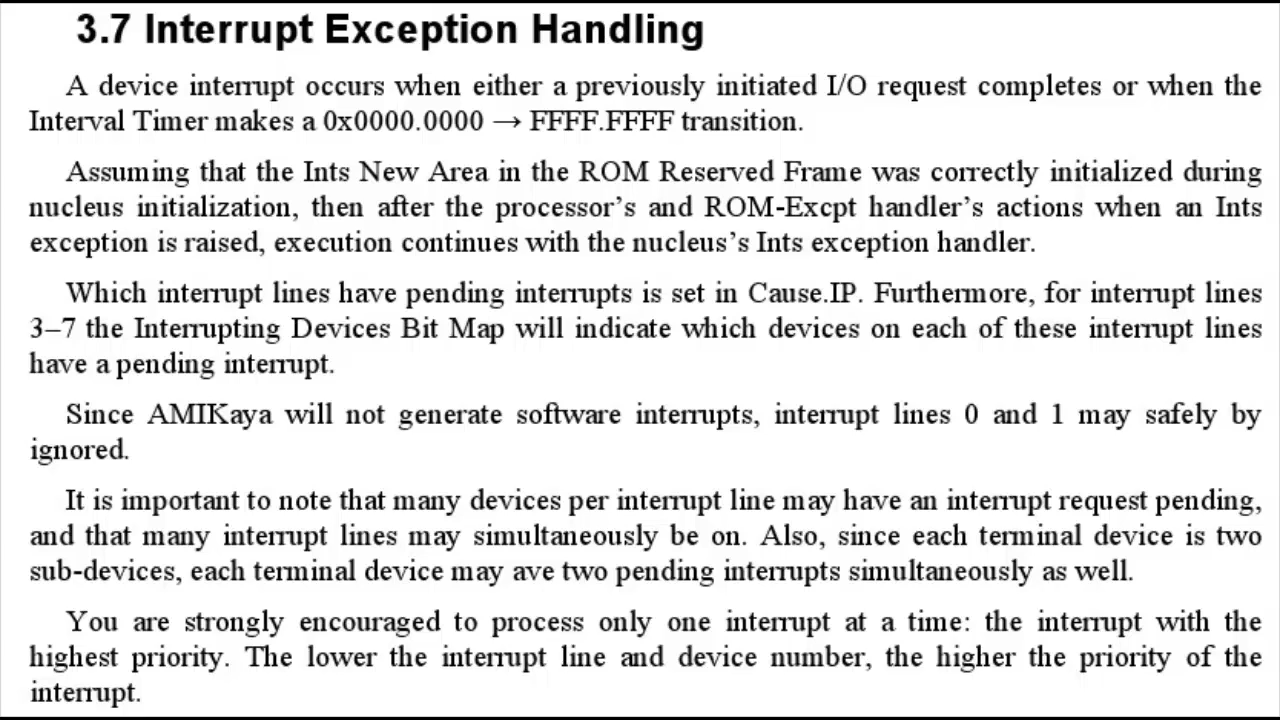 3.7 Interrupt Exception Handling
A device interrupt occurs when either a previously initiated I/O request completes or when the
Interval Timer makes a 0x0000.0000 → FFFF.FFFF transition.
Assuming that the Ints New Area in the ROM Reserved Frame was correctly initialized during
nucleus initialization, then after the processor's and ROM-Excpt handler's actions when an Ints
exception is raised, execution continues with the nucleus's Ints exception handler.
Which interrupt lines have pending interrupts is set in Cause.IP. Furthermore, for interrupt lines
3–7 the Interrupting Devices Bit Map will indicate which devices on each of these interrupt lines
have a pending interrupt.
Since AMIKaya will not generate software interrupts, interrupt lines 0 and 1 may safely by
ignored.
It is important to note that many devices per interrupt line may have an interrupt request pending,
and that many interrupt lines may simultaneously be on. Also, since each terminal device is two
sub-devices, each terminal device may ave two pending interrupts simultaneously as well.
You are strongly encouraged to process only one interrupt at a time: the interrupt with the
highest priority. The lower the interrupt line and device number, the higher the priority of the
interrupt.